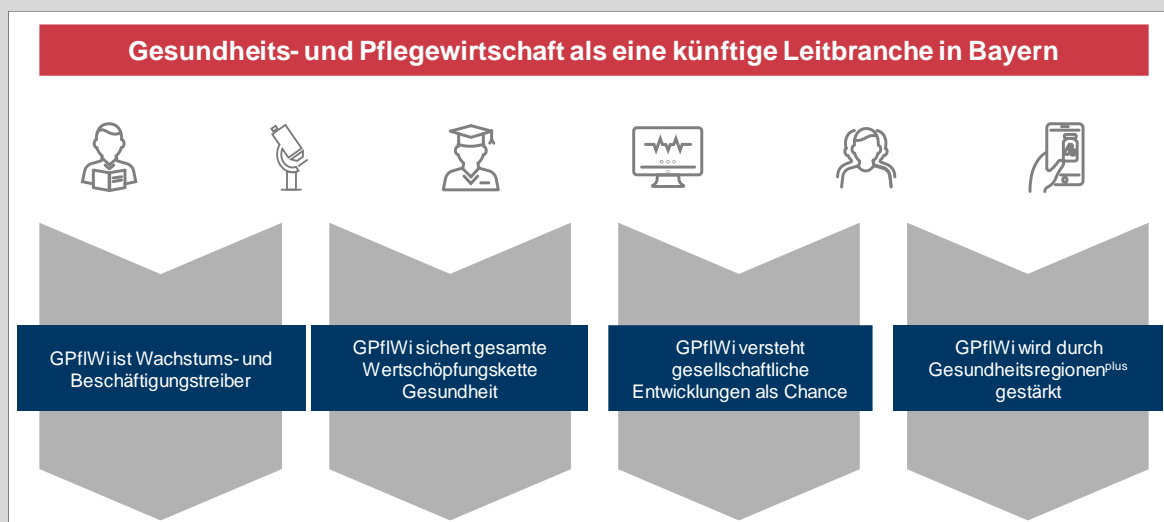 Gesundheits- und Pflegewirtschaft als eine künftige Leitbranche in Bayern
GPflWi ist Wachstums- und
Beschäftigungstreiber
GPflWi sichert gesamte
Wertschöpfungskette
Gesundheit
GPflWi versteht
gesellschaftliche
Entwicklungen als Chance
GPflWi wird durch
Gesundheitsregionenplus
gestärkt